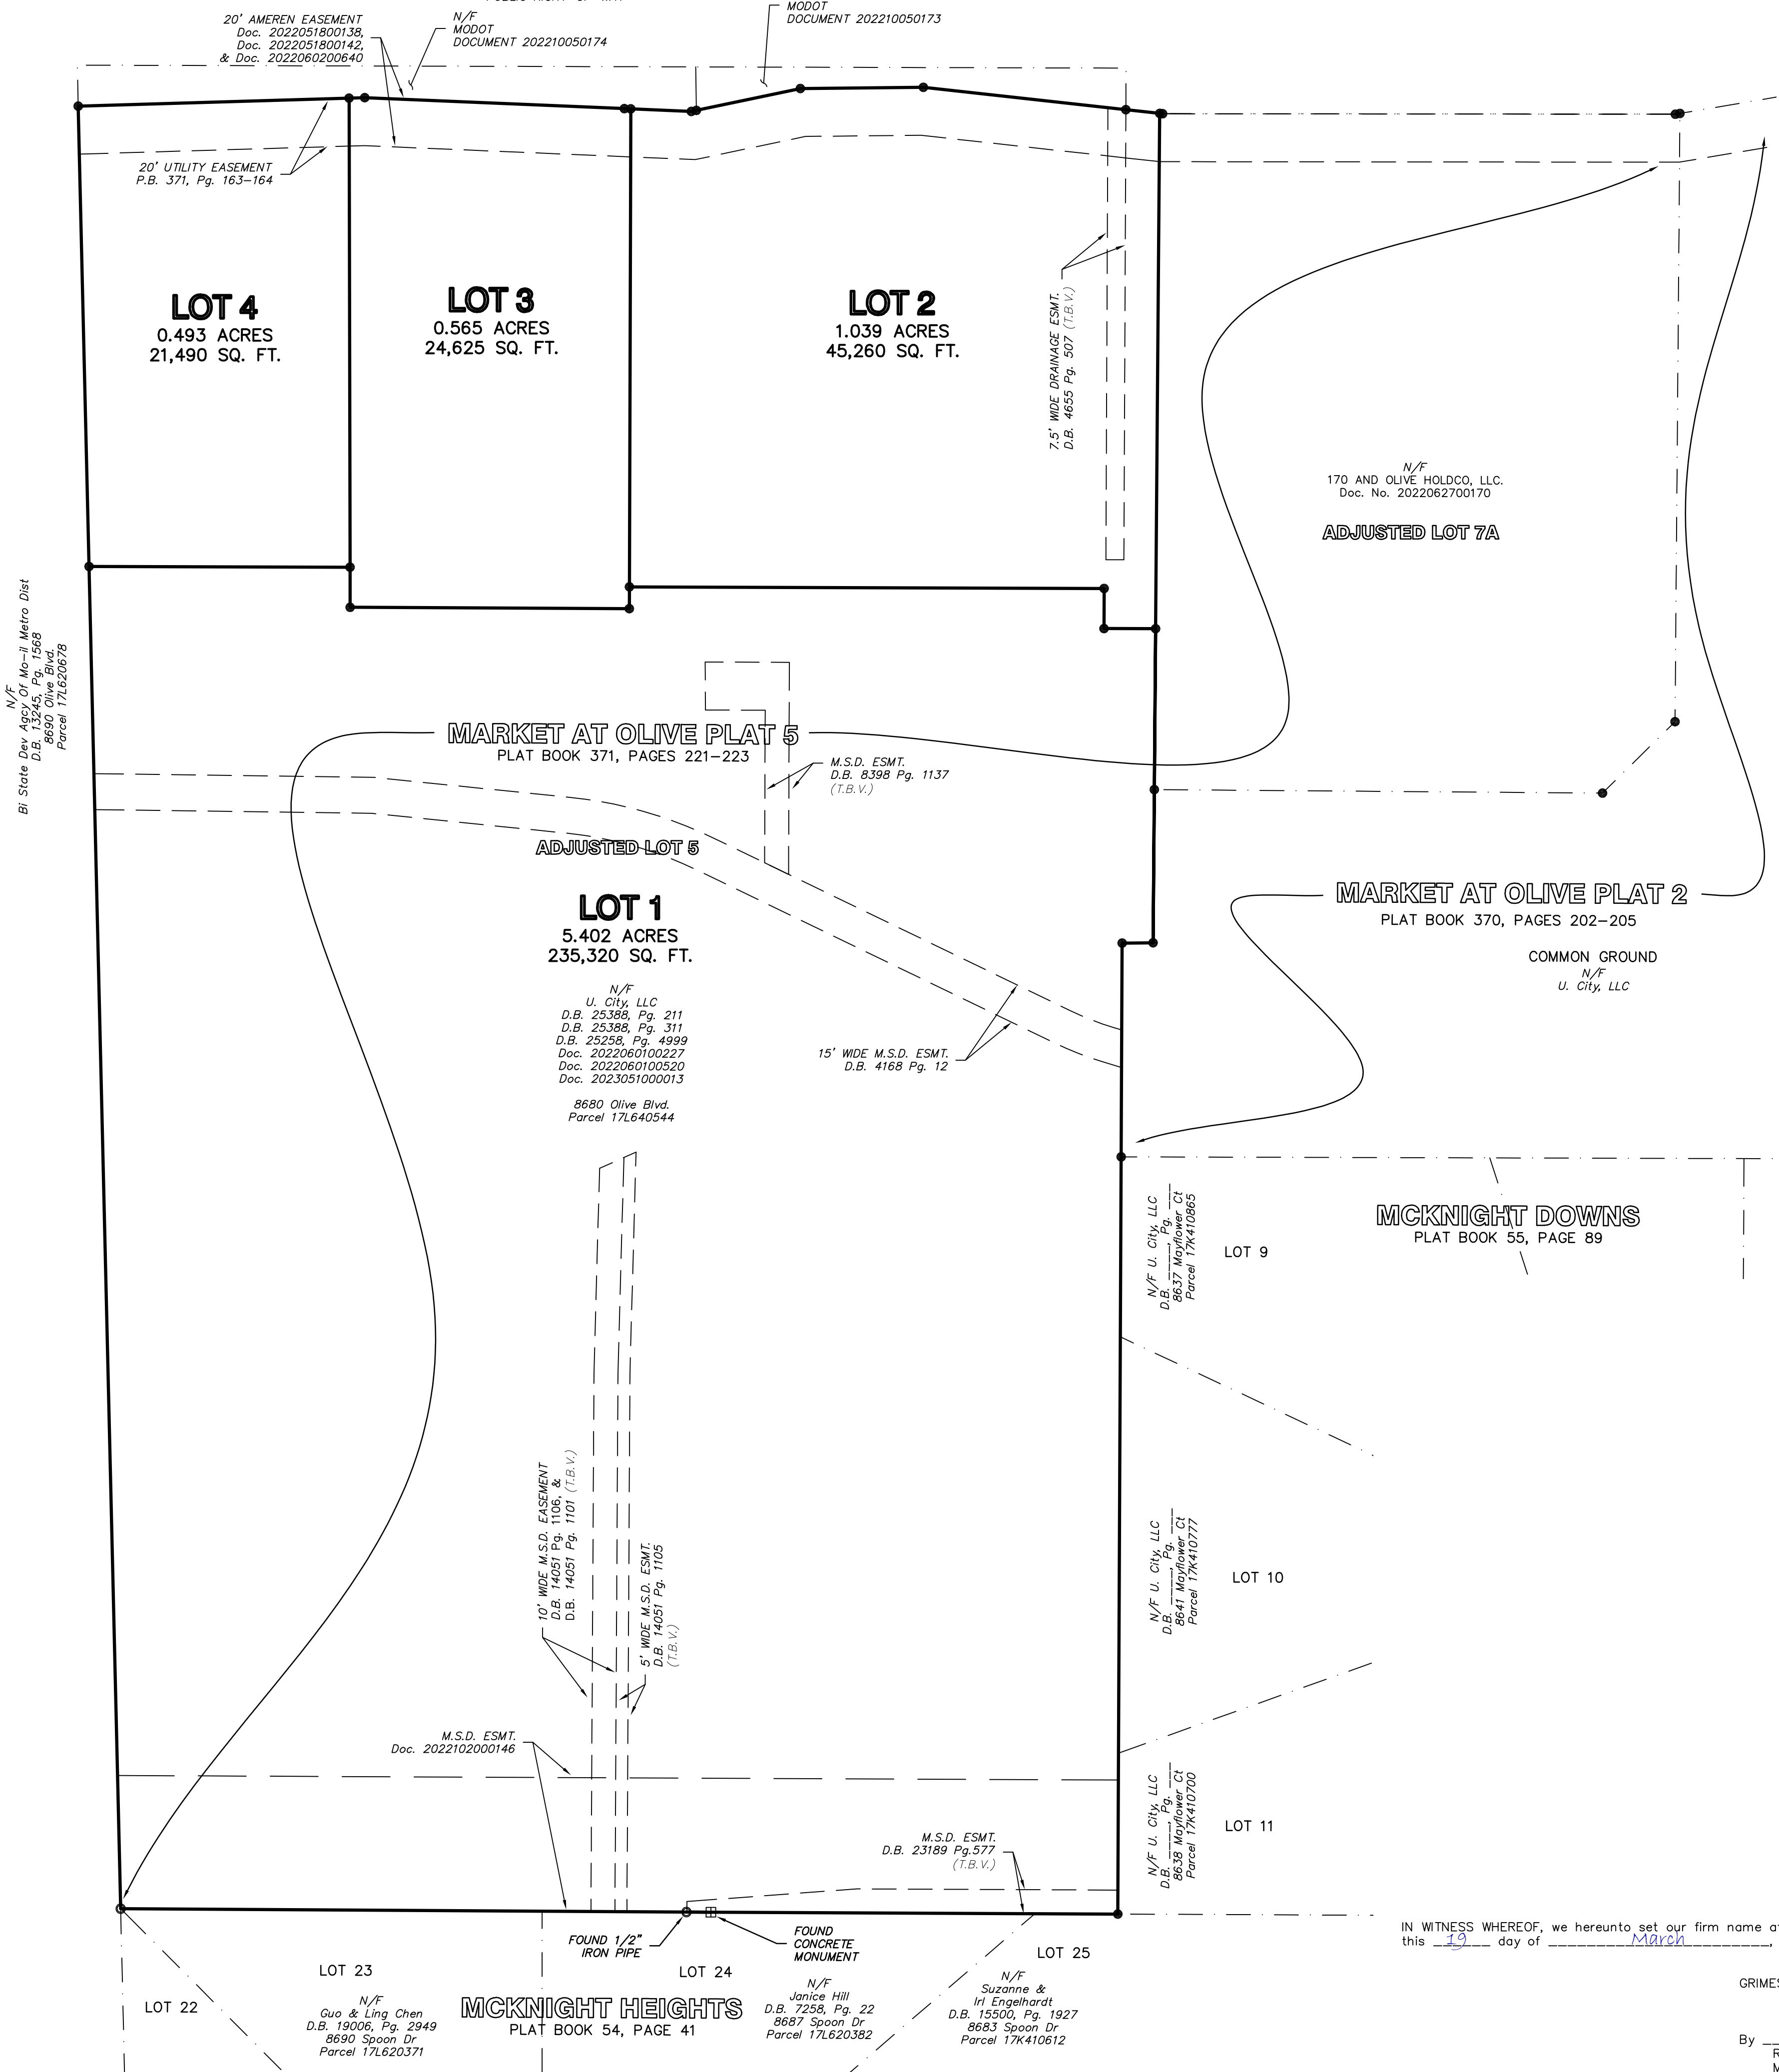 MODOT
DOCUMENT 202210050173
20' AMEREN EASEMENT
Doc. 2022051800138,
Doc. 2022051800142,
& Doc. 2022060200640
N/F
MODOT
DOCUMENT 202210050174
20' UTILITY EASEMENT
P.B. 371, Pg. 163-164
LOT 4
0.493 ACRES
21,490 SQ. FT.
LOT 3
0.565 ACRES
24,625 SQ. FT.
LOT 2
1.039 ACRES
45,260 SQ. FT.
7.5' WIDE DRAINAGE ESMT.
D.B. 4655 Pg. 507 (T.B.V.)
N/F
170 AND OLIVE HOLDCO, LLC.
Doc. No. 2022062700170
ADJUSTED LOT 7A
N/F
Bi State Dev Agcy Of Mo-il Metro Dist
D.B. 13245, Pg. 1568
8690 Olive Blvd.
Parcel 17L620678
MARKET AT OLIVE PLAT 5
PLAT BOOK 371, PAGES 221-223
M.S.D. ESMT.
D.B. 8398 Pg. 1137
(T.B.V.)
ADJUSTED LOT 5
LOT 1
5.402 ACRES
235,320 SQ. FT.
N/F
U. City, LLC
D.B. 25388, Pg. 211
D.B. 25388, Pg. 311
D.B. 25258, Pg. 4999
Doc. 2022060100227
Doc. 2022060100520
Doc. 2023051000013
8680 Olive Blvd.
Parcel 17L640544
15' WIDE M.S.D. ESMT.
D.B. 4168 Pg. 12
MARKET AT OLIVE PLAT 2
PLAT BOOK 370, PAGES 202-205
COMMON GROUND
N/F
U. City, LLC
MCKNIGHT DOWNS
PLAT BOOK 55, PAGE 89
N/F U. City, LLC
D.B. _____, Pg. ___
8637 Mayflower Ct
Parcel 17K410865
LOT 9
10' WIDE M.S.D. EASEMENT
D.B. 14051 Pg. 1106, &
D.B. 14051 Pg. 1101 (T.B.V.)
5' WIDE M.S.D. ESMT.
D.B. 14051 Pg. 1105
(T.B.V.)
N/F U. City, LLC
D.B. _____, Pg. ___
8641 Mayflower Ct
Parcel 17K410777
LOT 10
M.S.D. ESMT.
Doc. 2022102000146
M.S.D. ESMT.
D.B. 23189 Pg.577
(T.B.V.)
N/F U. City, LLC
D.B. _____, Pg. ___
8638 Mayflower Ct
Parcel 17K410700
LOT 11
FOUND 1/2"
IRON PIPE
FOUND
CONCRETE
MONUMENT
LOT 22
LOT 23
N/F
Guo & Ling Chen
D.B. 19006, Pg. 2949
8690 Spoon Dr
Parcel 17L620371
MCKNIGHT HEIGHTS
PLAT BOOK 54, PAGE 41
LOT 24
N/F
Janice Hill
D.B. 7258, Pg. 22
8687 Spoon Dr
Parcel 17L620382
LOT 25
N/F
Suzanne &
Irl Engelhardt
D.B. 15500, Pg. 1927
8683 Spoon Dr
Parcel 17K410612
IN WITNESS WHEREOF, we hereunto set our firm name
this 19 day of March,
GRIMES
By